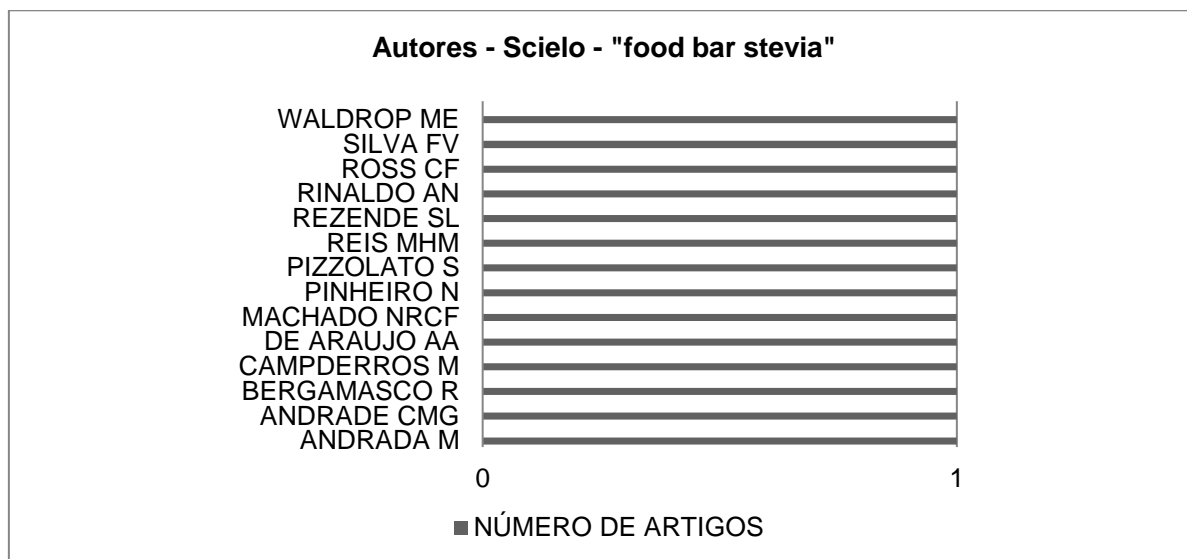 Autores - Scielo - "food bar stevia"
WALDROP ME
SILVA FV
ROSS CF
RINALDO AN
REZENDE SL
REIS MHM
PIZZOLATO S
PINHEIRO N
MACHADO NRCF
DE ARAUJO AA
CAMPDERROS M
BERGAMASCO R
ANDRADE CMG
ANDRADA M
0 1
NÚMERO DE ARTIGOS